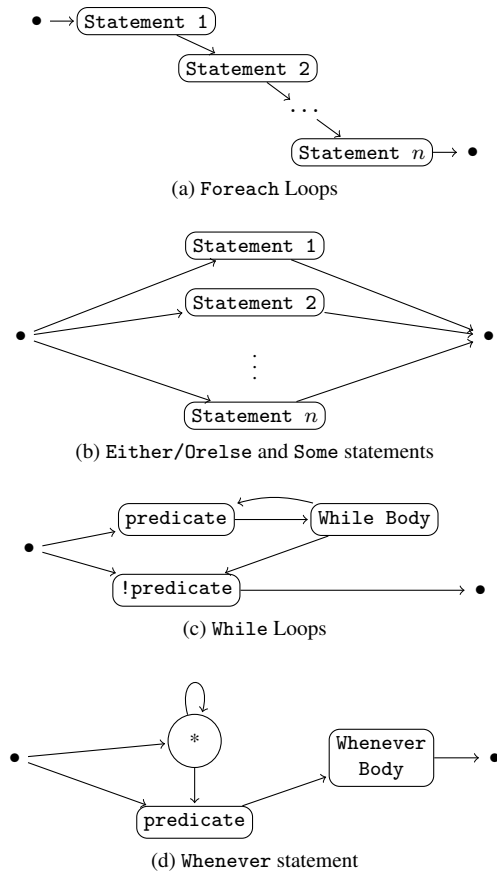 Statement 1
Statement 2
...
Statement n
(a) Foreach Loops
Statement 1
Statement 2
⋮
Statement n
(b) Either/Orelse and Some statements
predicate While Body
!predicate
(c) While Loops
*
Whenever
Body
predicate
(d) Whenever statement